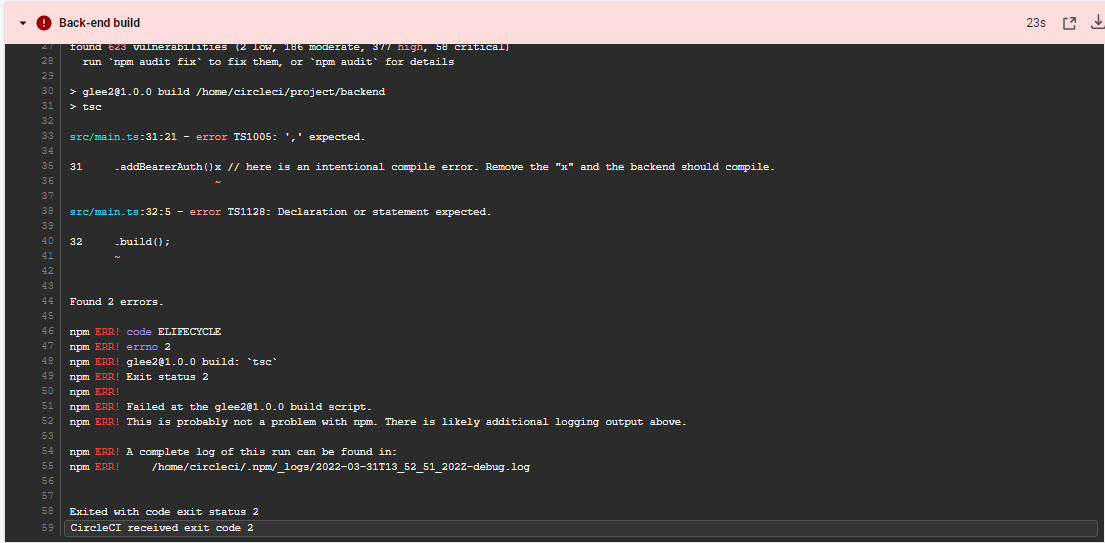 Back-end build 23s
27 found 623 vulnerabilities (2 low, 186 moderate, 377 high, 58 critical)
28 run `npm audit fix` to fix them, or `npm audit` for details
29
30 > glee2@1.0.0 build /home/circleci/project/backend
31 > tsc
32
33 src/main.ts:31:21 - error TS1005: ',' expected.
34
35 31 .addBearerAuth()x // here is an intentional compile error. Remove the "x" and the backend should compile.
36 ~
37
38 src/main.ts:32:5 - error TS1128: Declaration or statement expected.
39
40 32 .build();
41 ~
42
43
44 Found 2 errors.
45
46 npm ERR! code ELIFECYCLE
47 npm ERR! errno 2
48 npm ERR! glee2@1.0.0 build: `tsc`
49 npm ERR! Exit status 2
50 npm ERR!
51 npm ERR! Failed at the glee2@1.0.0 build script.
52 npm ERR! This is probably not a problem with npm. There is likely additional logging output above.
53
54 npm ERR! A complete log of this run can be found in:
55 npm ERR! /home/circleci/.npm/_logs/2022-03-31T13_52_51_202Z-debug.log
56
57
58 Exited with code exit status 2
59 CircleCI received exit code 2